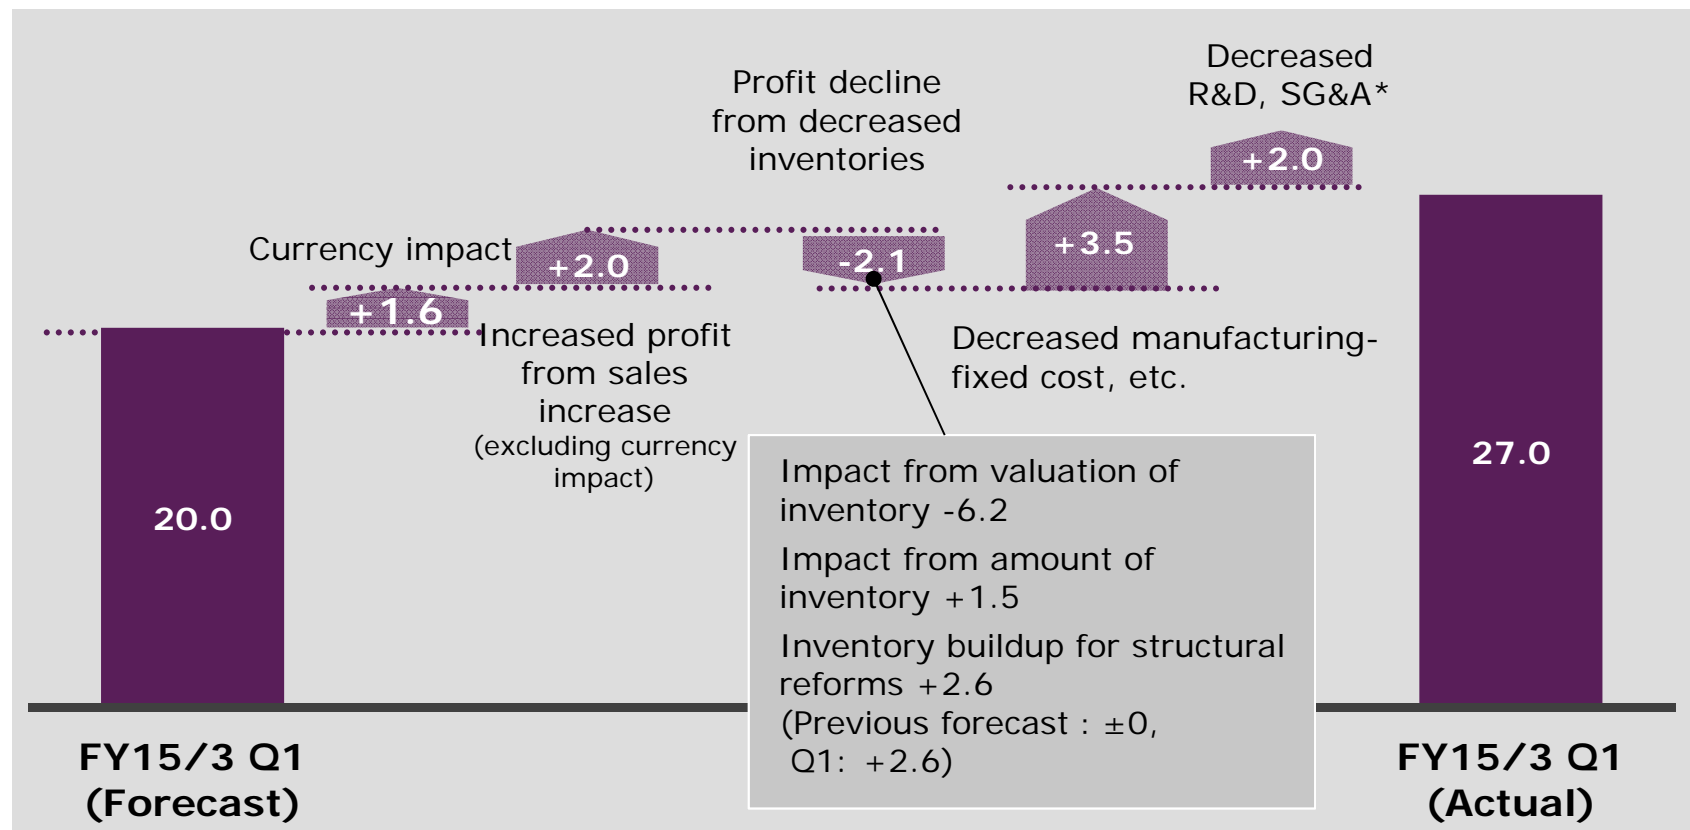 Decreased
R&D, SG&A*
Profit decline
from decreased
inventories
+2.0
Currency impact
+2.0
-2.1
+3.5
+1.6
Increased profit
from sales
increase
(excluding currency
impact)
Decreased manufacturing-
fixed cost, etc.
20.0
27.0
Impact from valuation of
inventory -6.2
Impact from amount of
inventory +1.5
Inventory buildup for structural
reforms +2.6
(Previous forecast : ±0,
Q1: +2.6)
FY15/3 Q1
(Forecast)
FY15/3 Q1
(Actual)